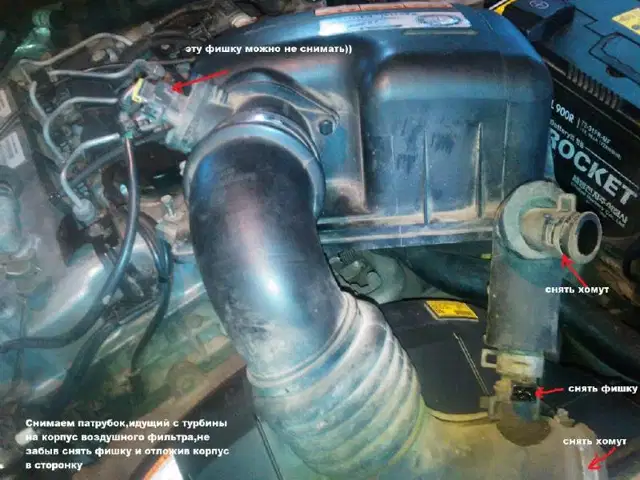 эту фишку можно не снимать))
900R
ROCKET
снять хомут
снять фишку
Снимаем патрубок,идущий с турбины
на корпус воздушного фильтра,не
забыв снять фишку и отложив корпус
в сторонку
снять хомут